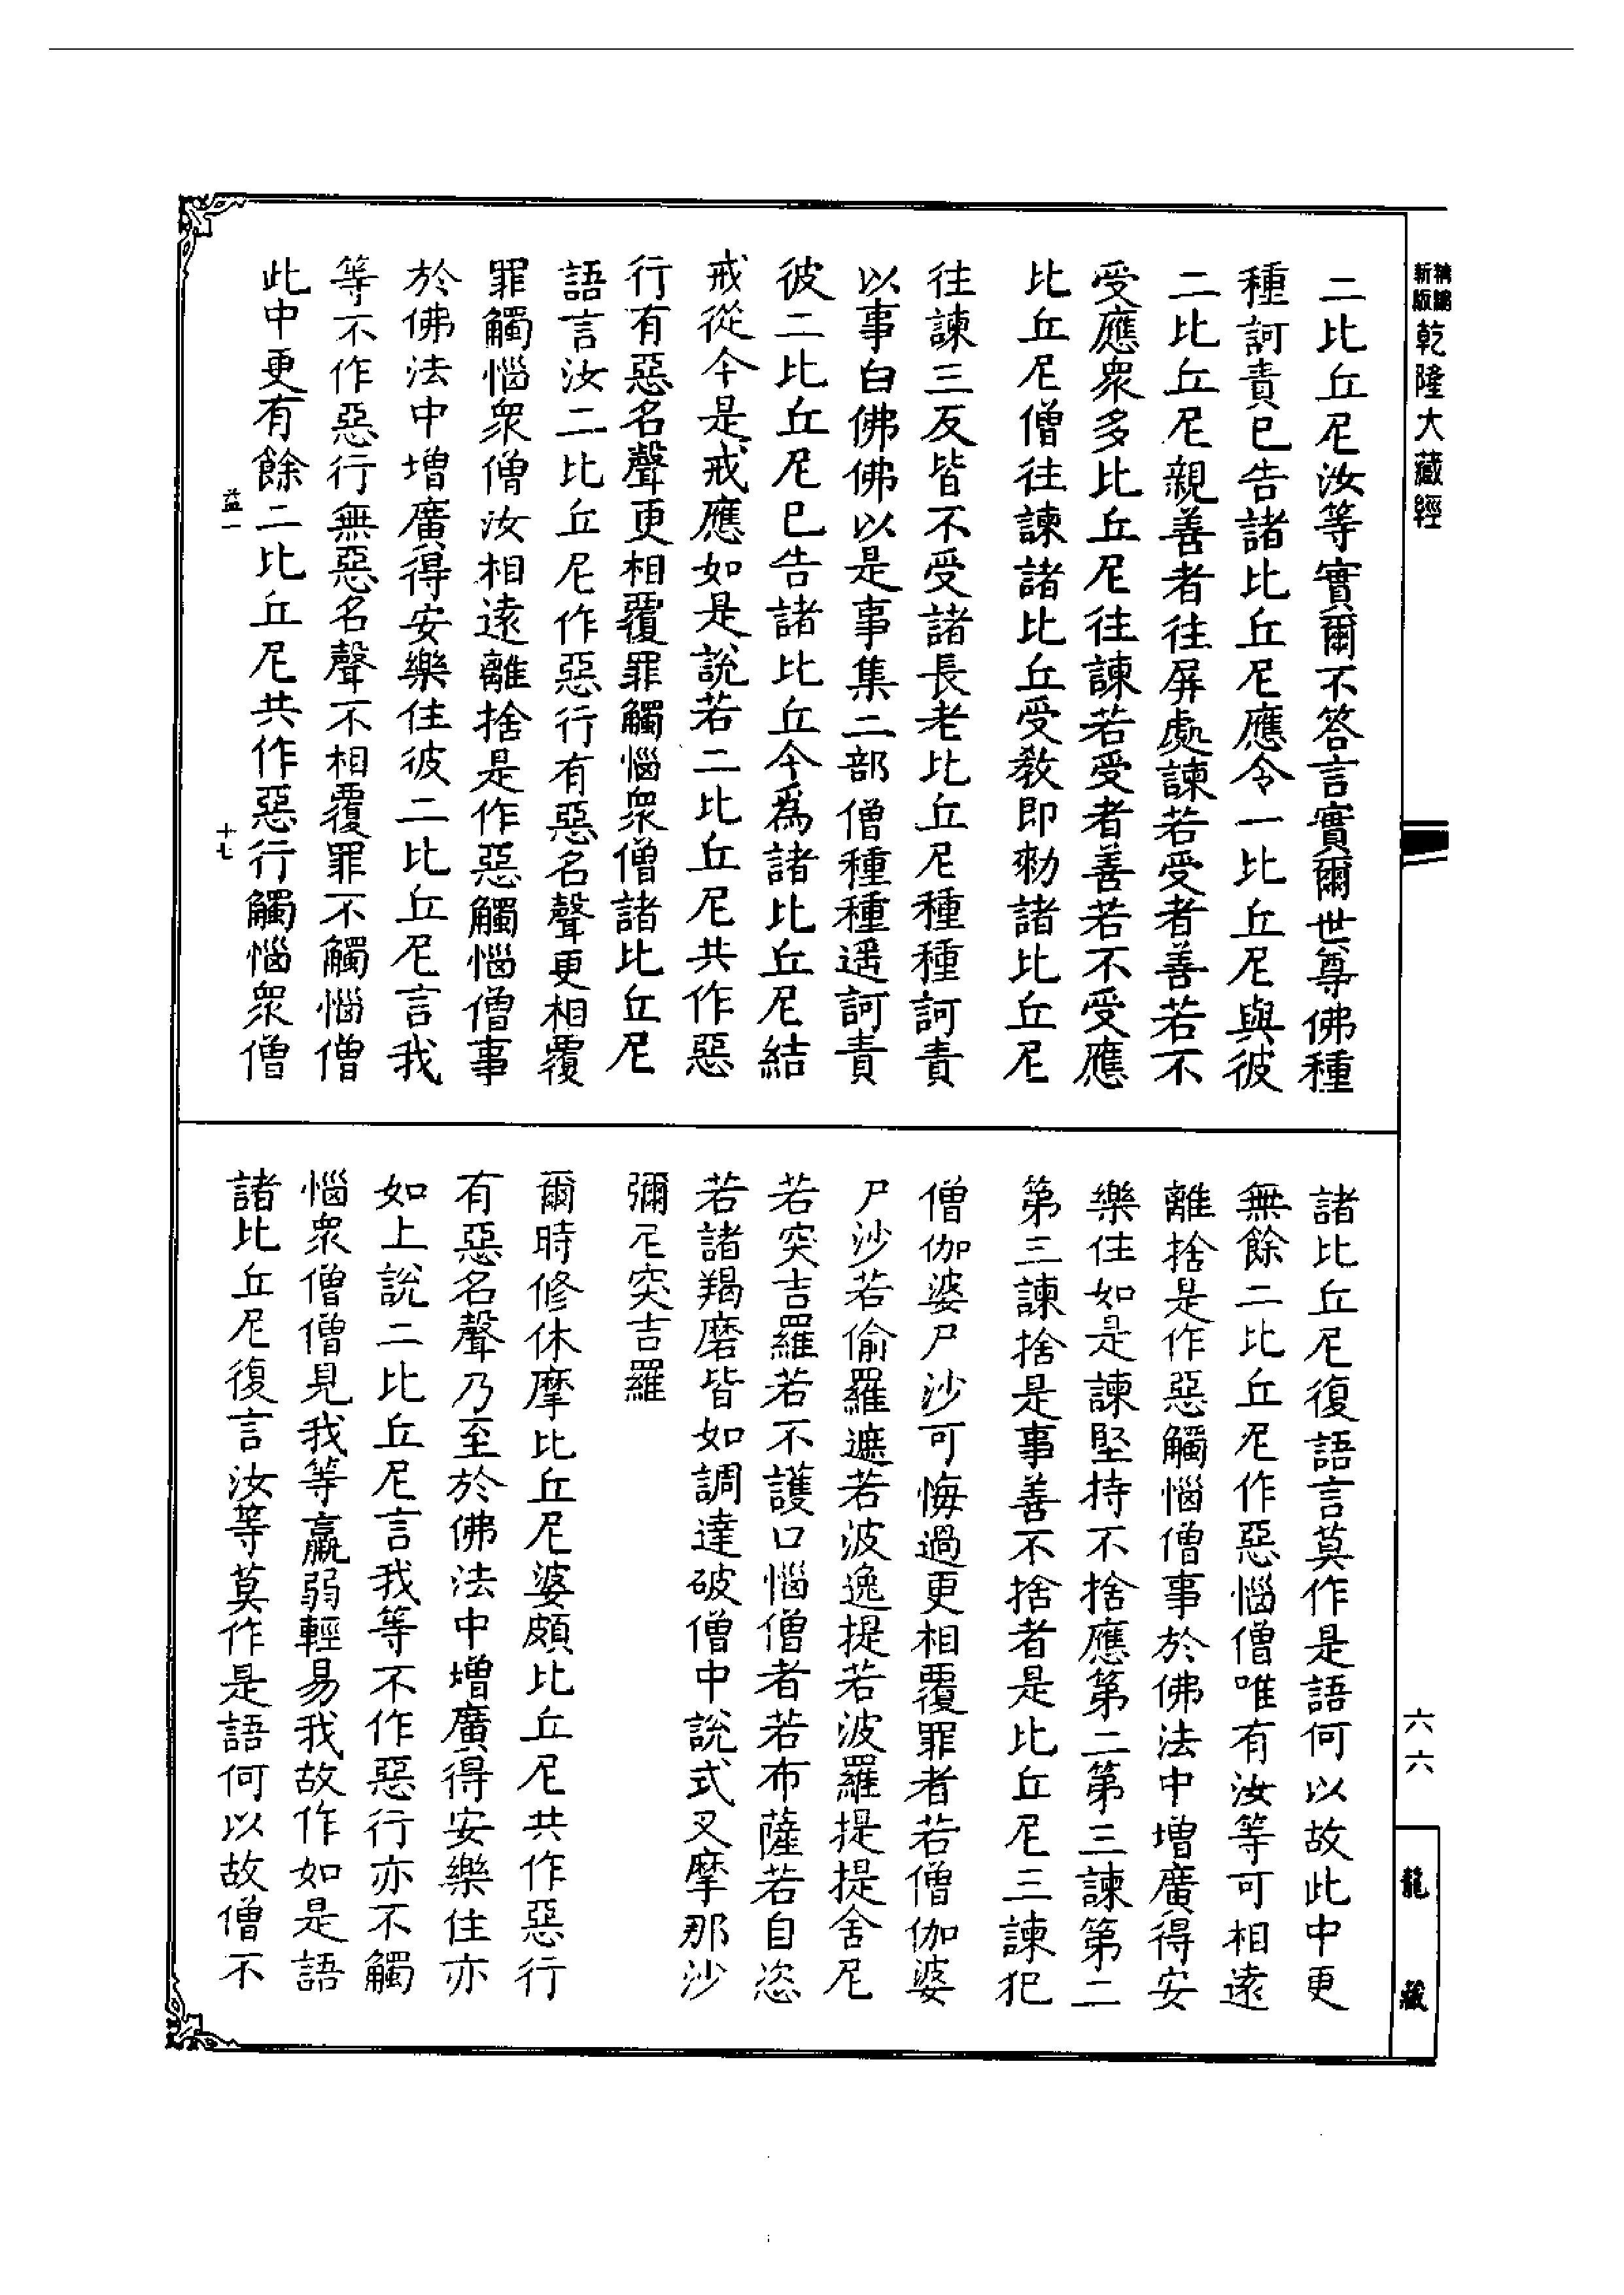 新版精編乾隆大藏經
二比丘尼汝等實爾不答言實爾世尊佛種
種訶責已告諸比丘尼應令一比丘尼與彼
二比丘尼親善者往屏處諫若受者善若不
受應衆多比丘尼往諫若受者善若不受應
比丘尼僧往諫諸比丘受教即勑諸比丘尼
往諫三反皆不受諸長老比丘尼種種訶責
以事白佛佛以是事集二部僧種種遥訶責
彼二比丘尼巳告諸比丘今爲諸比丘尼結
戒從今是戒應如是說若二比丘尼共作惡
行有惡名聲更相覆罪觸惱衆僧諸比丘尼
語言汝二比丘尼作惡行有惡名聲更相覆
罪觸惱衆僧汝相遠離捨是作惡觸惱僧事
於佛法中增廣得安樂住彼二比丘尼言我
等不作惡行無惡名聲不相覆罪不觸惱僧
此中更有餘二比丘尼共作惡行觸惱衆僧
益一 十七
諸比丘尼復語言莫作是語何以故此中更
無餘二比丘尼作惡惱僧唯有汝等可相遠
離捨是作惡觸惱僧事於佛法中增廣得安
樂住如是諫堅持不捨應第二第三諫第二
第三諫捨是事善不捨者是比丘尼三諫犯
僧伽婆尸沙可悔過更相覆罪者若僧伽婆
尸沙若偷羅遮若波逸提若波羅提提舍尼
若突吉羅若不護口惱僧者若布薩若自恣
若諸羯磨皆如調達破僧中說式叉摩那沙
彌尼突吉羅
爾時修休摩比丘尼婆頗比丘尼共作惡行
有惡名聲乃至於佛法中增廣得安樂住亦
如上說二比丘尼言我等不作惡行亦不觸
惱衆僧僧見我等羸弱輕易我故作如是語
諸比丘尼復言汝等莫作是語何以故僧不
六六
龍藏